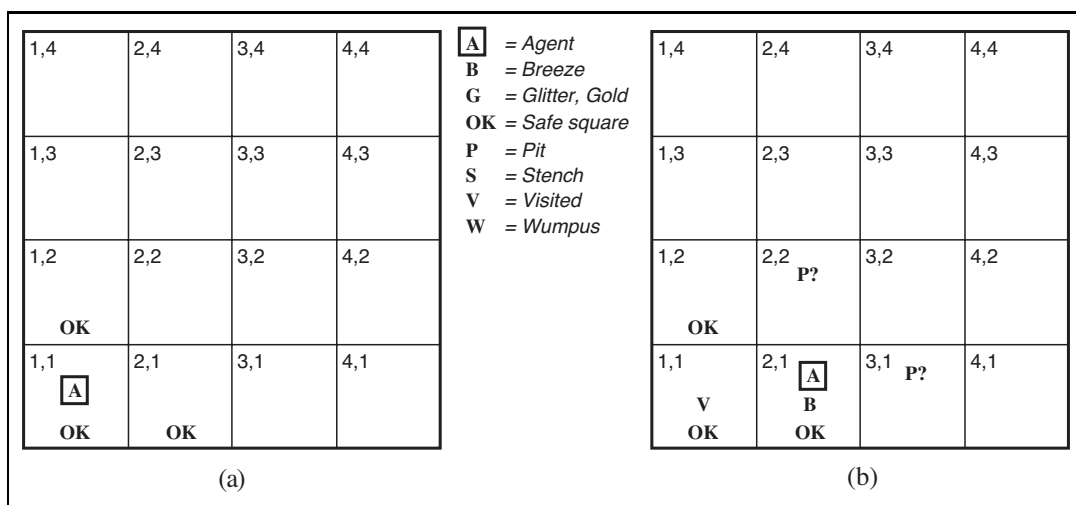 1,4 2,4 3,4 4,4
1,3 2,3 3,3 4,3
1,2 2,2 3,2 4,2
OK
1,1 2,1 3,1 4,1
A
OK OK
(a)
A = Agent
B = Breeze
G = Glitter, Gold
OK = Safe square
P = Pit
S = Stench
V = Visited
W = Wumpus
1,4 2,4 3,4 4,4
1,3 2,3 3,3 4,3
1,2 2,2 3,2 4,2
P?
OK
1,1 2,1 3,1 4,1
A P?
V B
OK OK
(b)